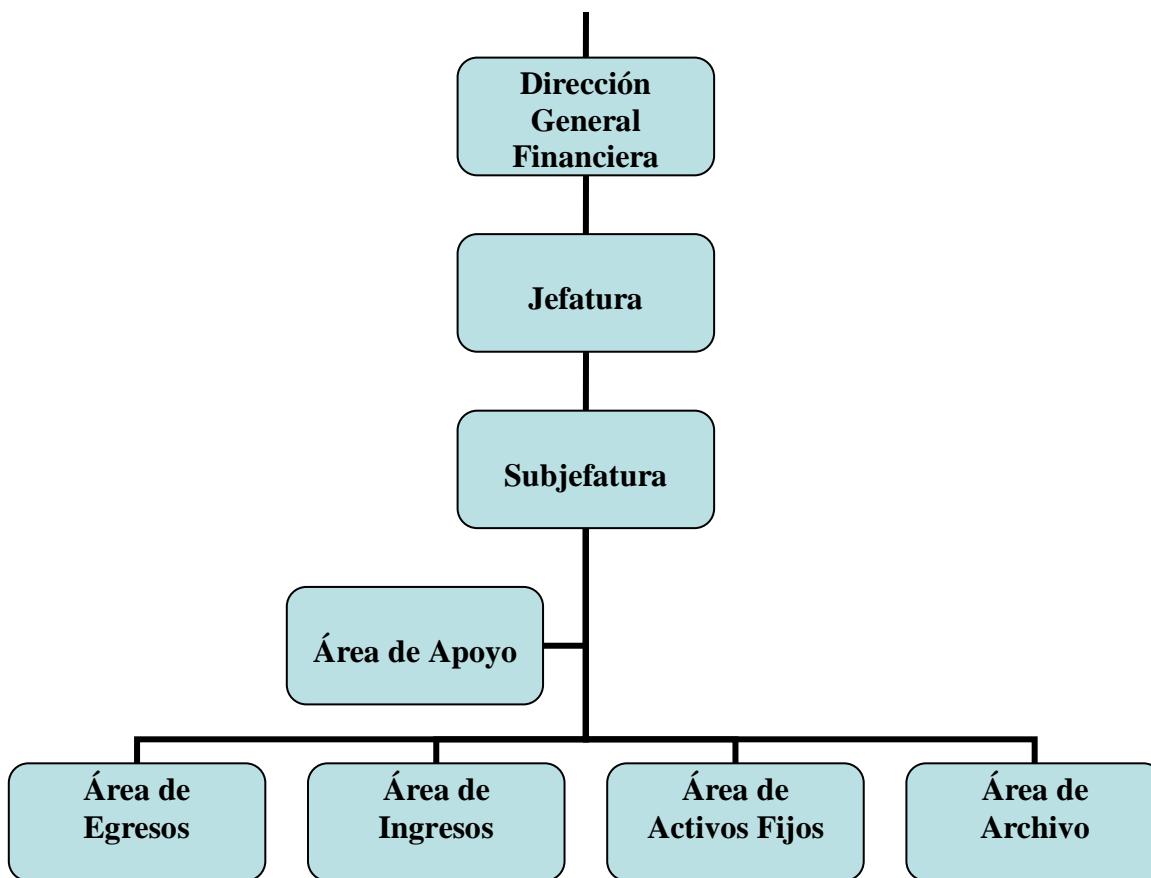 Dirección
General
Financiera
Jefatura
Subjefatura
Área de Apoyo
Área de
Egresos
Área de
Ingresos
Área de
Activos Fijos
Área de
Archivo